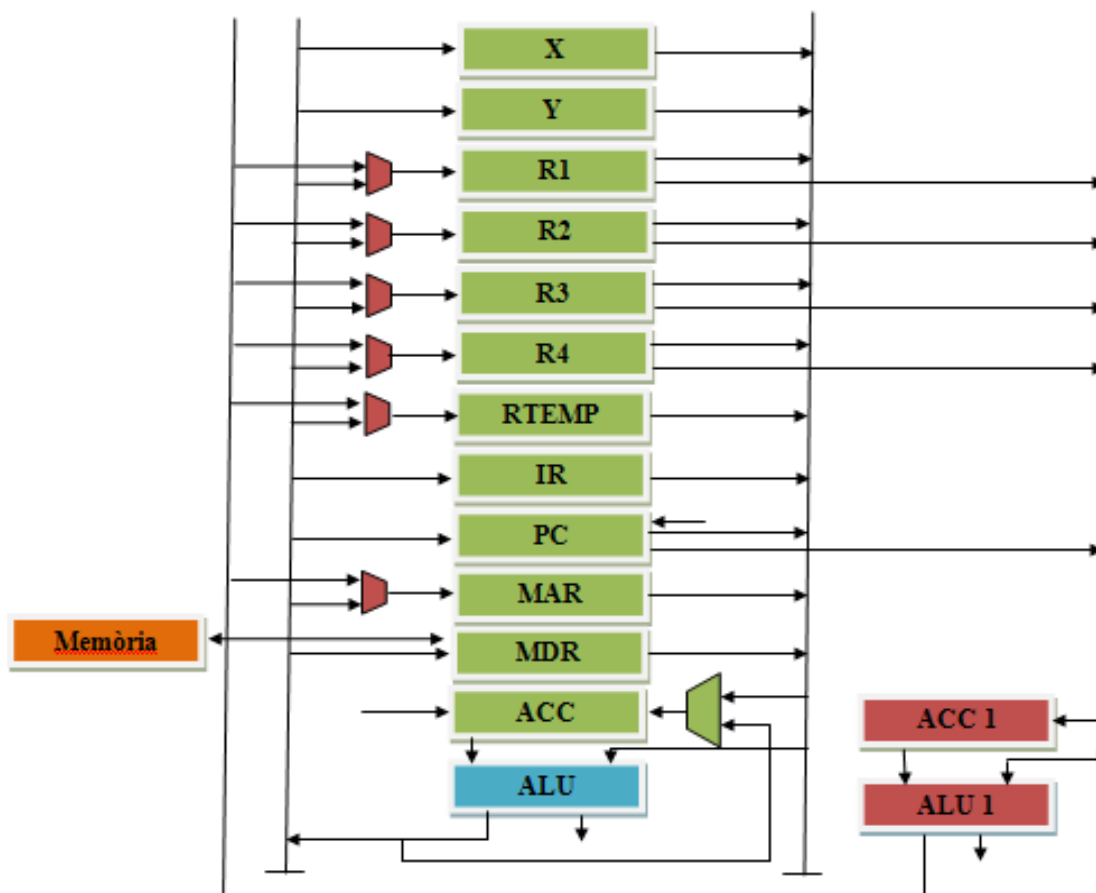 X
Y
R1
R2
R3
R4
RTEMP
IR
PC
MAR
Memòria
MDR
ACC
ACC 1
ALU
ALU 1